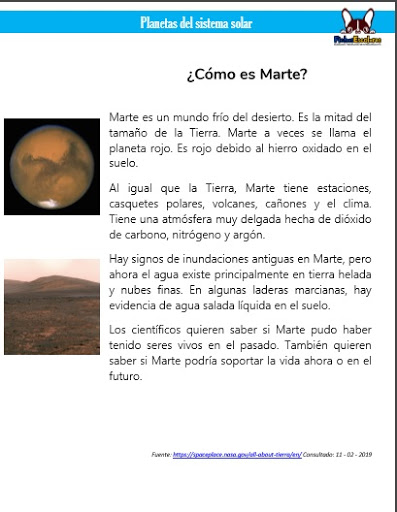 Planetas del sistema solar
¿Cómo es Marte?
Marte es un mundo frío del desierto. Es la mitad del
tamaño de la Tierra. Marte a veces se llama el
planeta rojo. Es rojo debido al hierro oxidado en el
suelo.
Al igual que la Tierra, Marte tiene estaciones,
casquetes polares, volcanes, cañones y el clima.
Tiene una atmósfera muy delgada hecha de dióxido
de carbono, nitrógeno y argón.
Hay signos de inundaciones antiguas en Marte, pero
ahora el agua existe principalmente en tierra helada
y nubes finas. En algunas laderas marcianas, hay
evidencia de agua salada líquida en el suelo.
Los científicos quieren saber si Marte pudo haber
tenido seres vivos en el pasado. También quieren
saber si Marte podría soportar la vida ahora o en el
futuro.
Fuente: https://spaceplace.nasa.gov/all-about-tierra/en/ Consultado: 11 - 02 - 2019